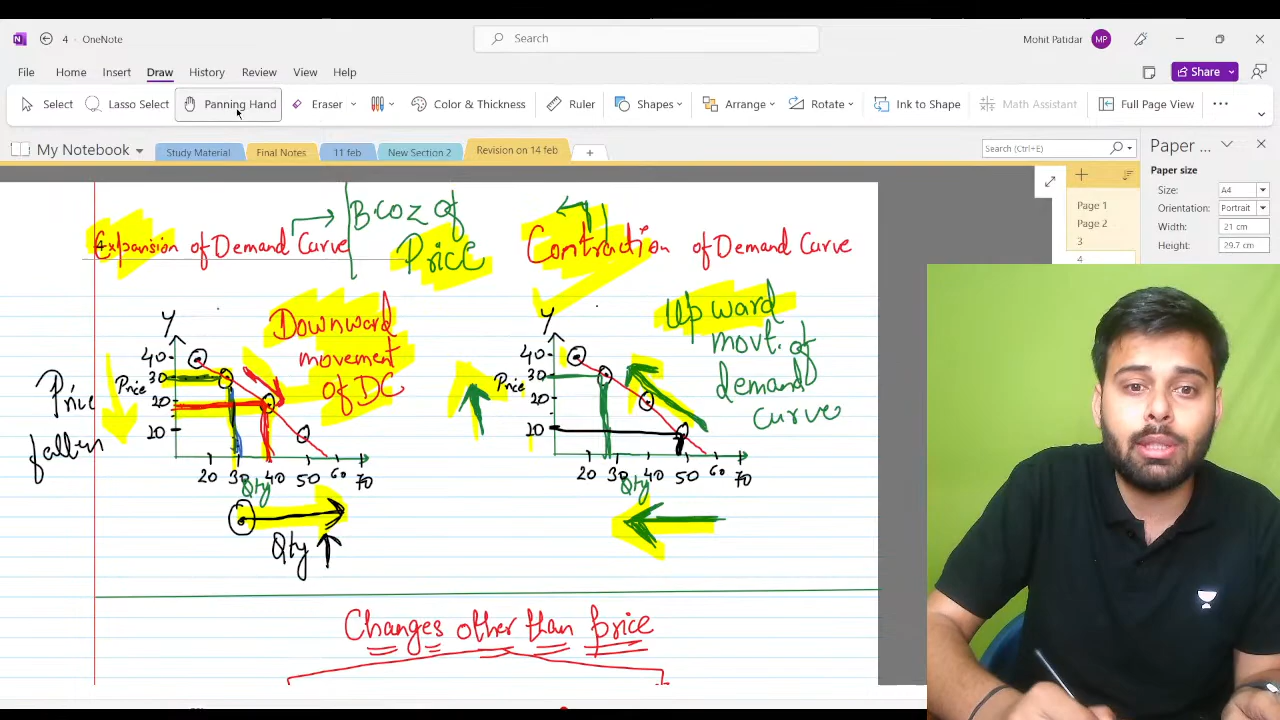 4 - OneNote
Search
Mohit Patidar MP
File Home Insert Draw History Review View Help
Share
Select Lasso Select Panning Hand Eraser Color & Thickness Ruler Shapes Arrange Rotate Ink to Shape Math Assistant Full Page View
My Notebook
Study Material Final Notes 11 feb New Section 2 Revision on 14 feb
Search (Ctrl+E)
Paper ...
Paper size
Size: A4
Orientation: Portrait
Width: 21 cm
Height: 29.7 cm
Page 1
Page 2
3
4
Expansion of Demand Curve
B·coz of
Price
Contraction of Demand Curve
Downward
movement
of DC
Price
fallen
Y
40
30
20
10
Price
20 30 40 50 60 70
Qty
Qty ↑
Upward
movt. of
demand
curve
Y
40
30
20
10
Price
20 30 40 50 60 70
Qty
Changes other than price